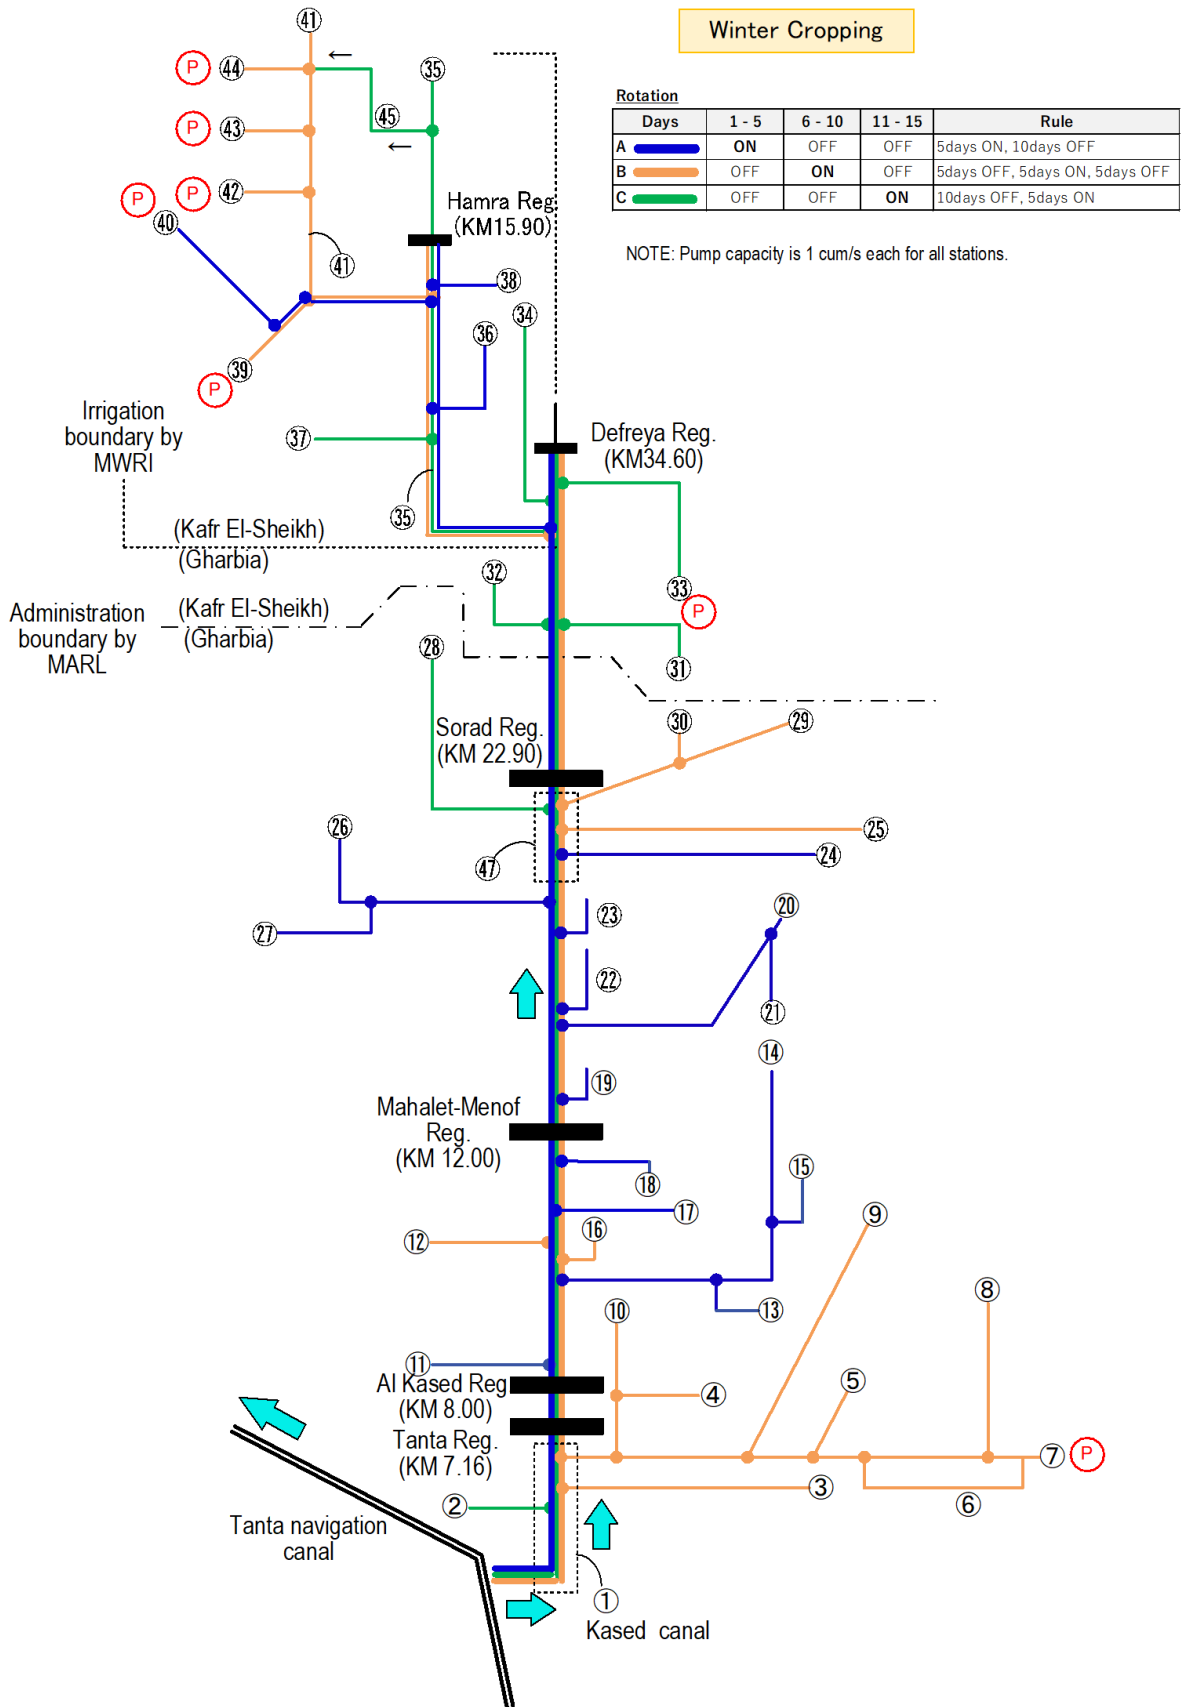 Winter Cropping
Rotation
Days 1 - 5 6 - 10 11 - 15 Rule
A ON OFF OFF 5days ON, 10days OFF
B OFF ON OFF 5days OFF, 5days ON, 5days OFF
C OFF OFF ON 10days OFF, 5days ON
NOTE: Pump capacity is 1 cum/s each for all stations.
㊶
P ㊹
←
㉟
㊺
←
P ㊸
P P ㊷
㊵
Hamra Reg.
(KM15.90)
㊶
㊳
㉞
㊱
㊴
P
Irrigation
boundary by
MWRI
㊲
Defreya Reg.
(KM34.60)
㉟
(Kafr El-Sheikh)
(Gharbia)
㉜
㉝
P
Administration
boundary by
MARL
(Kafr El-Sheikh)
(Gharbia)
㉘
㉛
Sorad Reg.
(KM 22.90)
㉚
㉙
㉖
㉕
㊼
㉔
㉗
㉓
⑳
㉒
㉑
⑭
⑲
Mahalet-Menof
Reg.
(KM 12.00)
⑱
⑮
⑰
⑫
⑯
⑨
⑬
⑩
⑧
⑪
Al Kased Reg
(KM 8.00)
④
⑤
Tanta Reg.
(KM 7.16)
⑦ P
③
②
⑥
Tanta navigation
canal
①
Kased canal